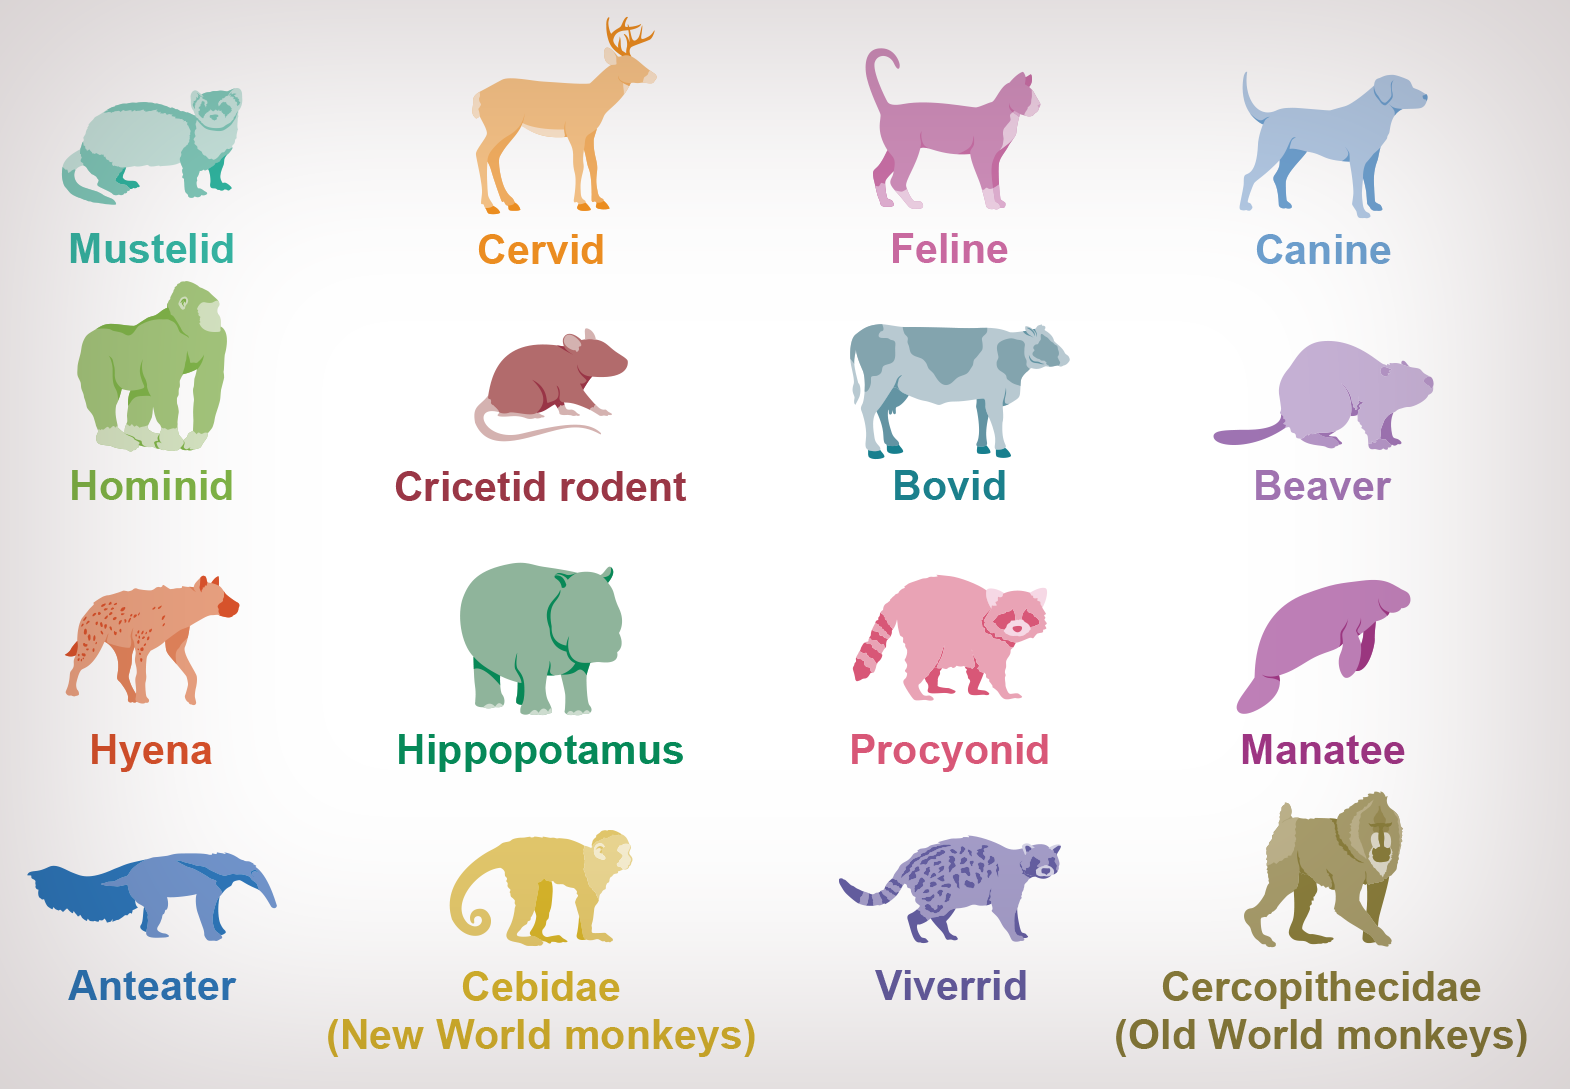 Mustelid
Cervid
Feline
Canine
Hominid
Cricetid rodent
Bovid
Beaver
Hyena
Hippopotamus
Procyonid
Manatee
Anteater
Cebidae
(New World monkeys)
Viverrid
Cercopithecidae
(Old World monkeys)